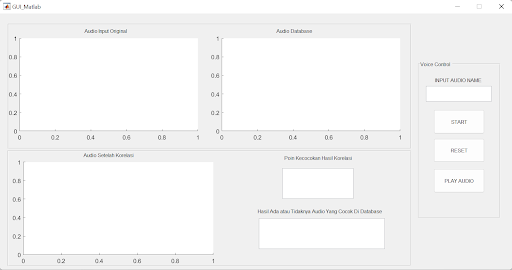 GUI_Matlab
Audio Input Original
Audio Database
Voice Control
1
0.8
0.6
0.4
0.2
0
0 0.2 0.4 0.6 0.8 1
1
0.8
0.6
0.4
0.2
0
0 0.2 0.4 0.6 0.8 1
INPUT AUDIO NAME
START
RESET
PLAY AUDIO
Audio Setelah Korelasi
1
0.8
0.6
0.4
0.2
0
0 0.2 0.4 0.6 0.8 1
Poin Kecocokan Hasil Korelasi
Hasil Ada atau Tidaknya Audio Yang Cocok Di Database